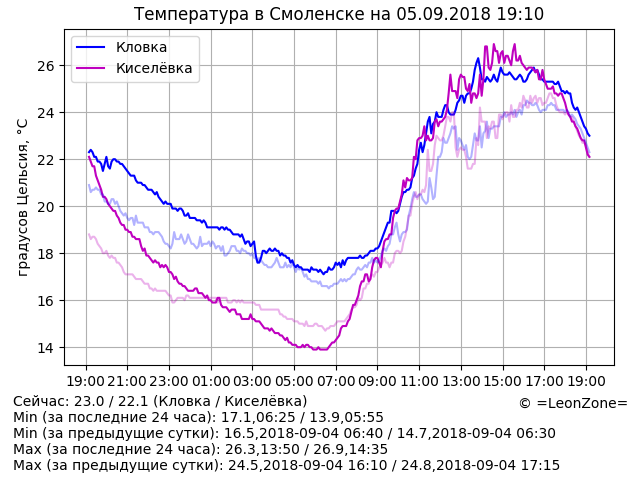 Температура в Смоленске на 05.09.2018 19:10
Кловка
Киселёвка
градусов Цельсия, °C
26
24
22
20
18
16
14
19:00 21:00 23:00 01:00 03:00 05:00 07:00 09:00 11:00 13:00 15:00 17:00 19:00
Сейчас: 23.0 / 22.1 (Кловка / Киселёвка)
© =LeonZone=
Min (за последние 24 часа): 17.1,06:25 / 13.9,05:55
Min (за предыдущие сутки): 16.5,2018-09-04 06:40 / 14.7,2018-09-04 06:30
Max (за последние 24 часа): 26.3,13:50 / 26.9,14:35
Max (за предыдущие сутки): 24.5,2018-09-04 16:10 / 24.8,2018-09-04 17:15